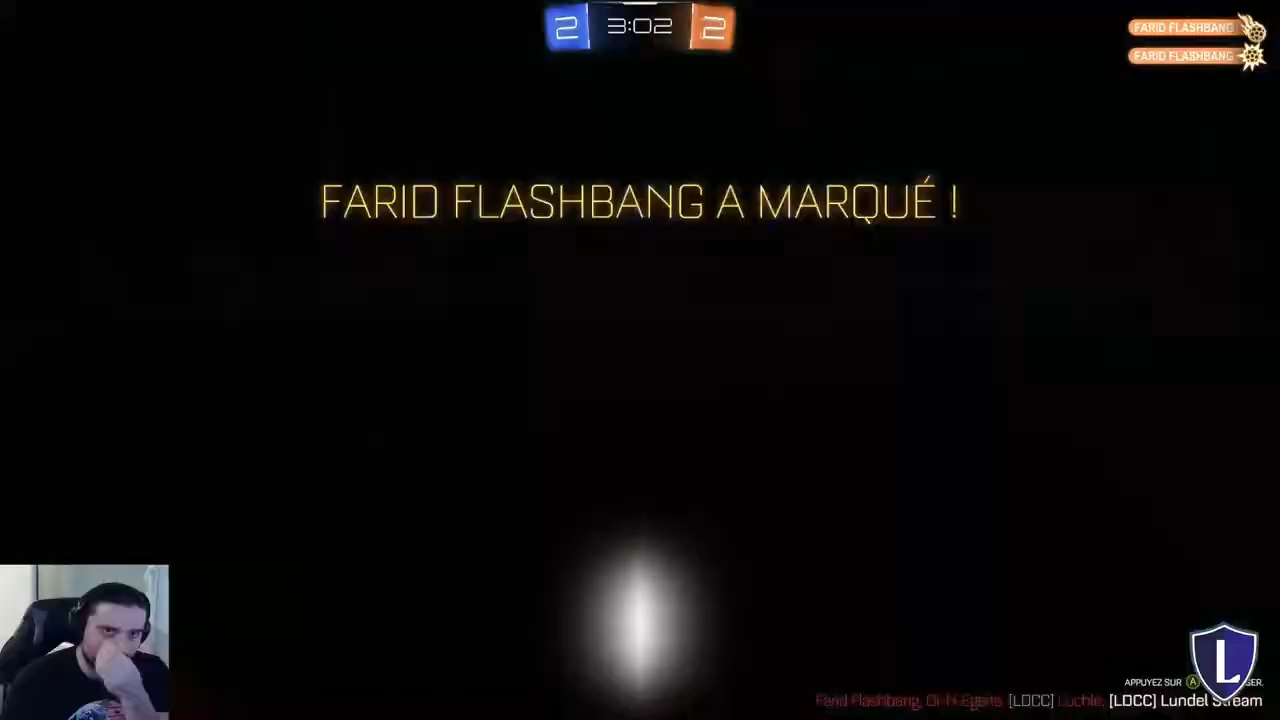 2 3:02 2
FARID FLASHBANG
FARID FLASHBANG
FARID FLASHBANG A MARQUÉ !
L
APPUYEZ SUR A
Farid Flashbang, [LDCC] Luchie, [LDCC] Lundel Stream